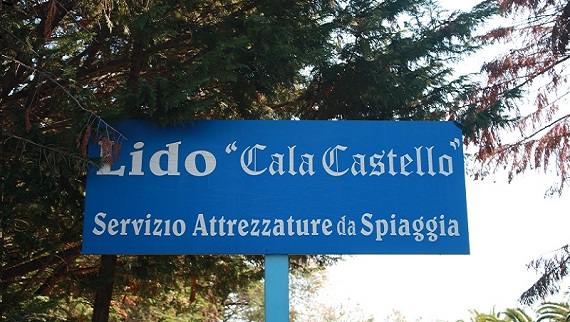 Lido "Cala Castello"
Servizio Attrezzature da Spiaggia